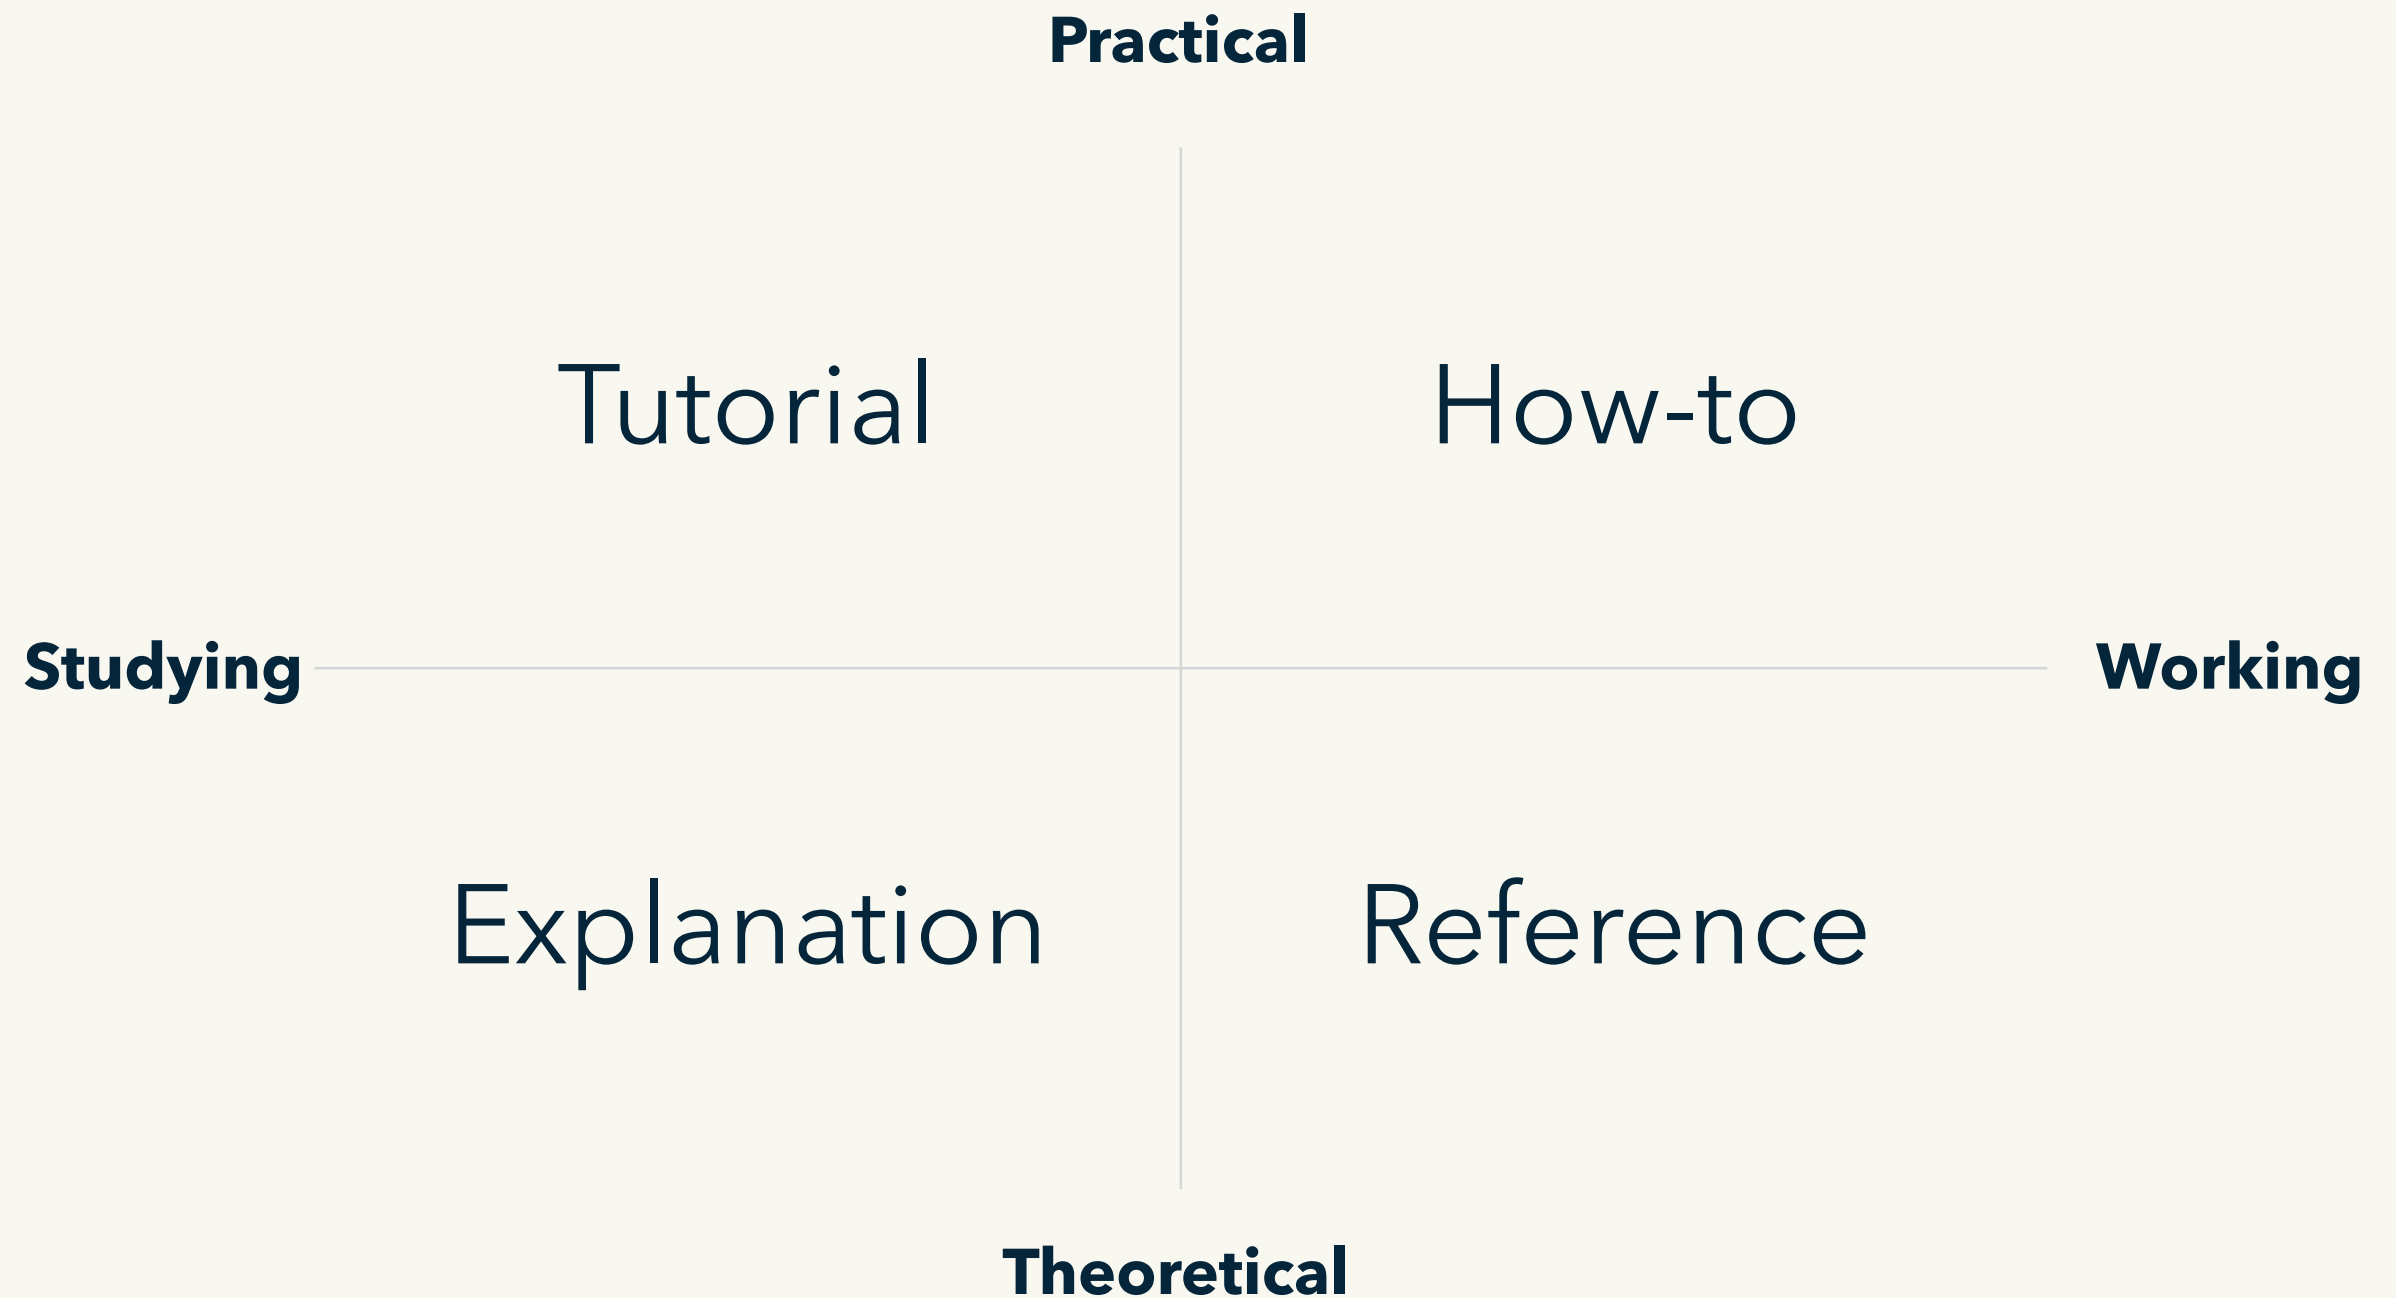 Practical
Tutorial
How-to
Studying
Working
Explanation
Reference
Theoretical